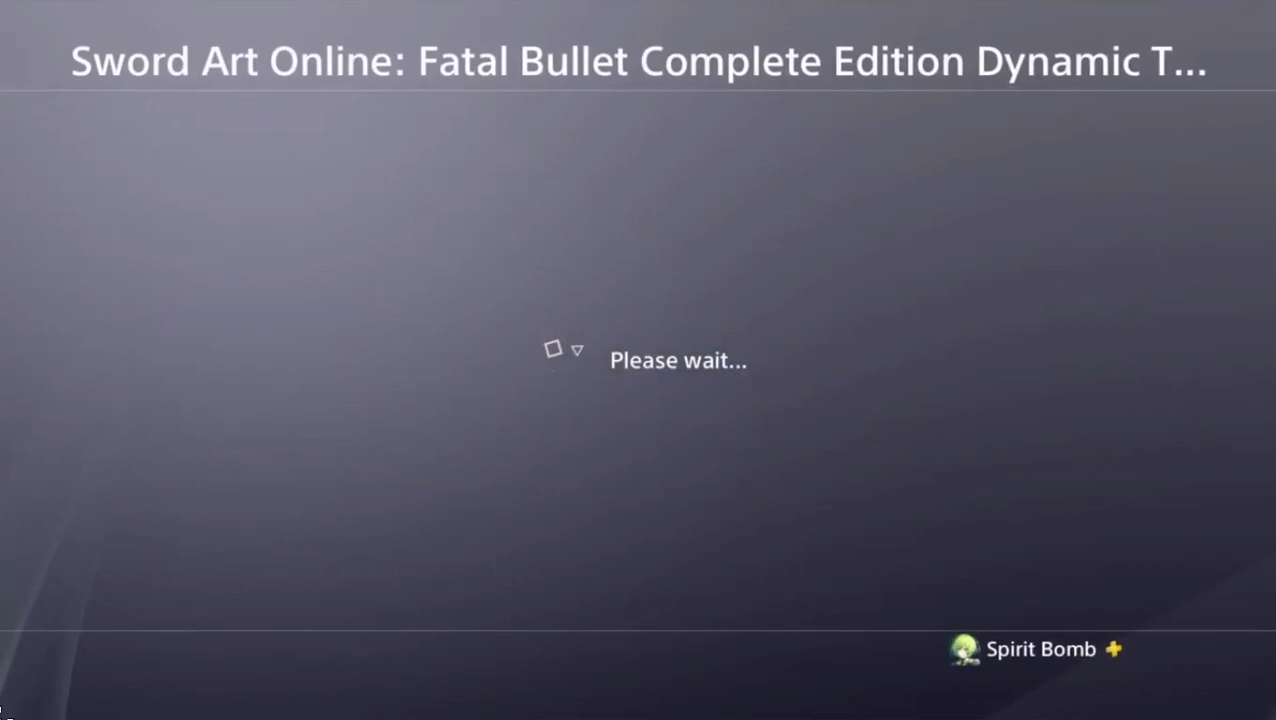 Sword Art Online: Fatal Bullet Complete Edition Dynamic T...
Please wait...
Spirit Bomb